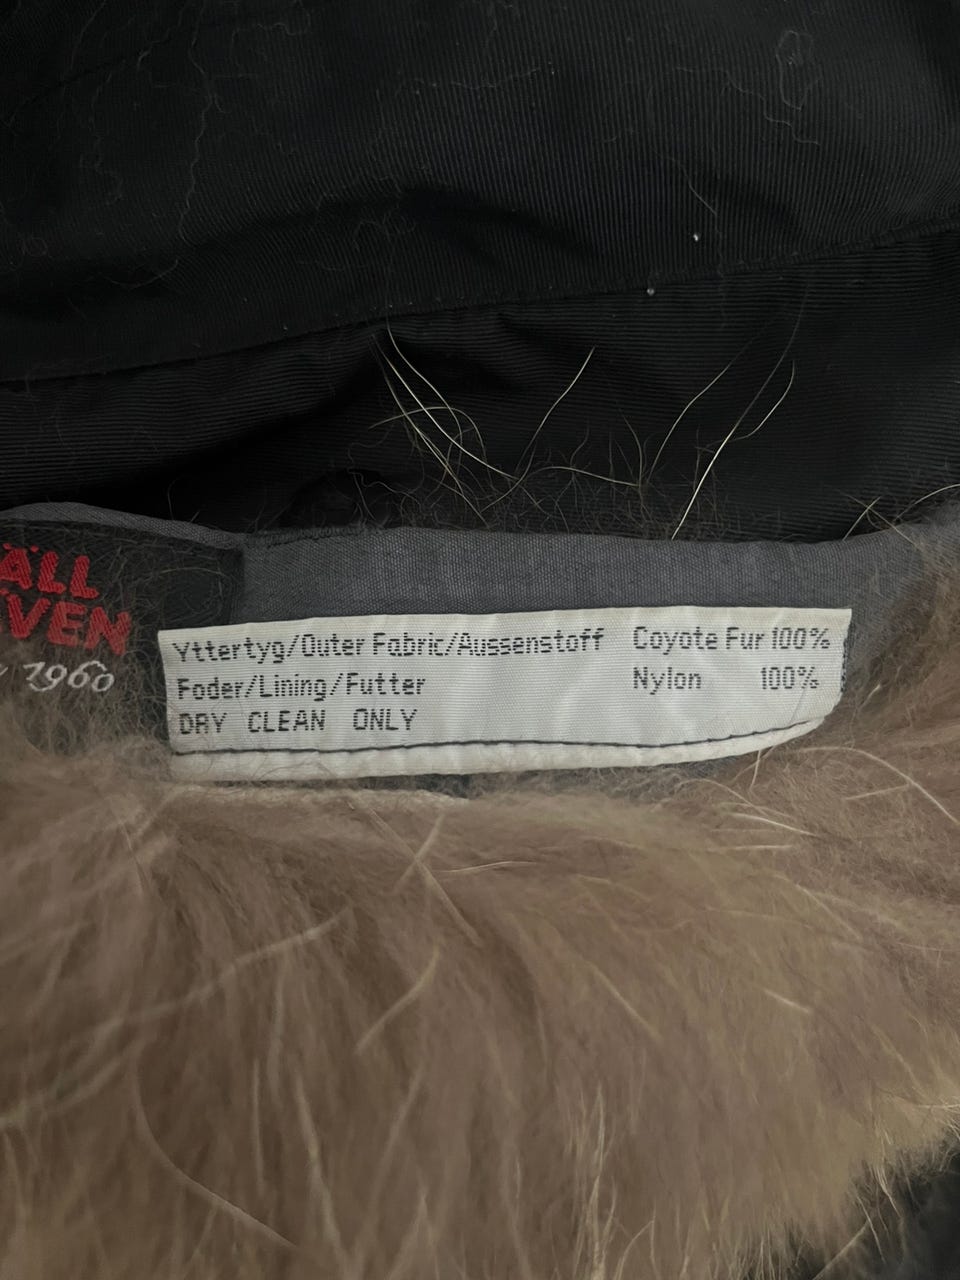 ÄLL
VEN
1960
Yttertyg/Outer Fabric/Aussenstoff Coyote Fur 100%
Foder/Lining/Futter Nylon 100%
DRY CLEAN ONLY